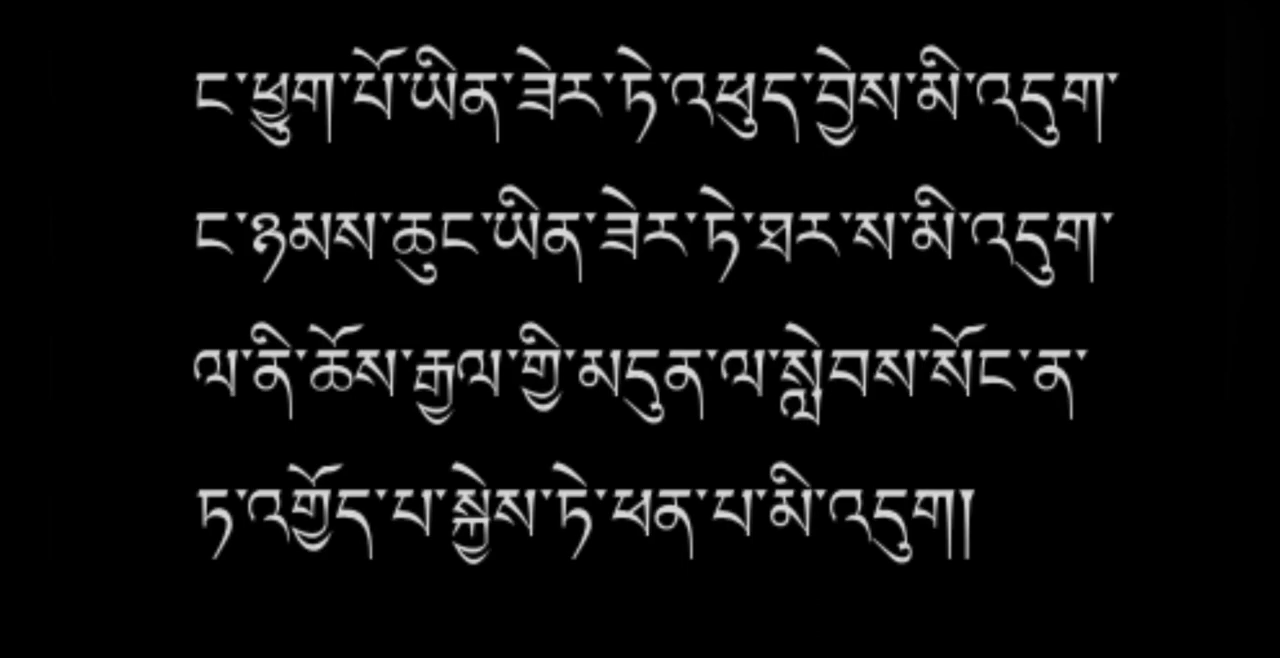 ང་ཕྱུག་པོ་ཡིན་ཟེར་ཏེ་འཕུད་བྱེས་མི་འདུག་
ང་ཉམས་ཆུང་ཡིན་ཟེར་ཏེ་ཐར་ས་མི་འདུག་
ལ་ནི་ཆོས་རྒྱལ་གྱི་མདུན་ལ་སླེབས་སོང་ན་
ཏ་འགྱོད་པ་སྐྱེས་ཏེ་ཕན་པ་མི་འདུག།